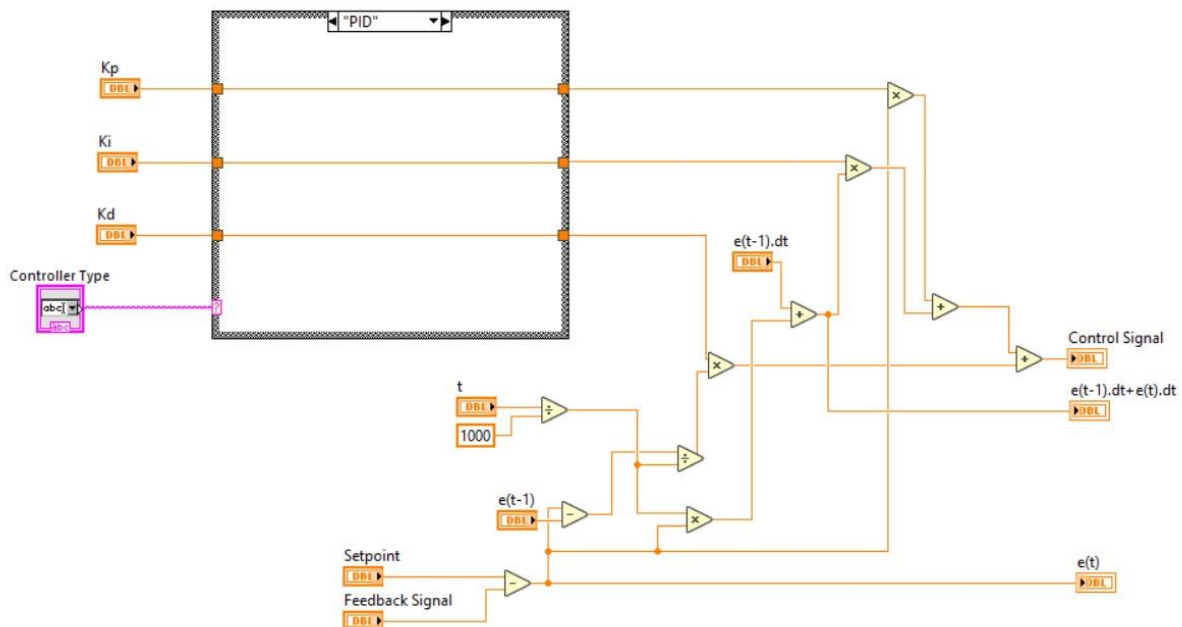 "PID"
Kp
DBL
Ki
DBL
Kd
DBL
Controller Type
abc
abc
?
×
×
e(t-1).dt
DBL
+
+
Control Signal
+
DBL
×
e(t-1).dt+e(t).dt
DBL
t
DBL
÷
1000
÷
e(t-1)
DBL
−
×
Setpoint
DBL
−
e(t)
DBL
Feedback Signal
DBL